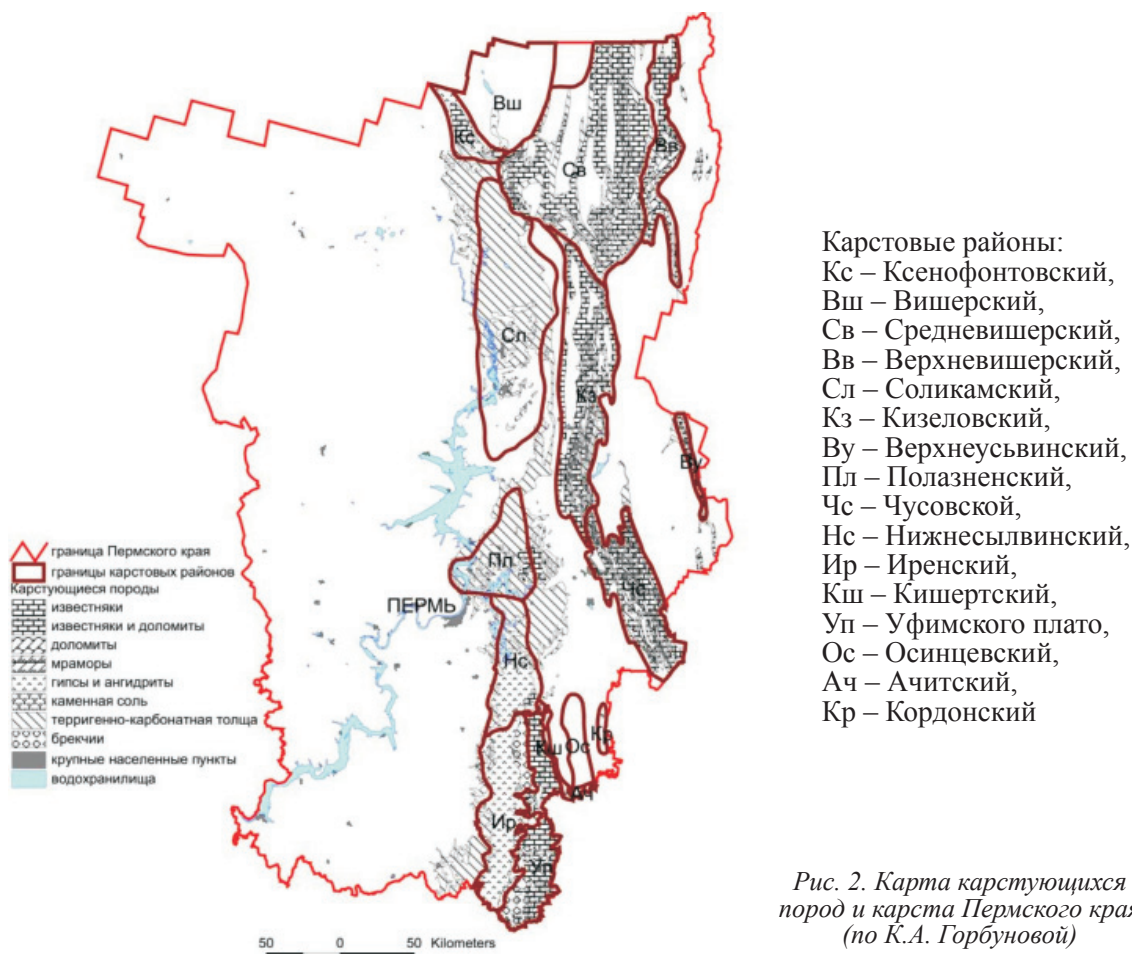 Вш
Кс
Св
Вв
Сл
Кз
Ву
Пл
Чс
ПЕРМЬ
Нс
Кш
Ос
Кр
Ач
Ир
Уп
граница Пермского края
границы карстовых районов
Карстующиеся породы
известняки
известняки и доломиты
доломиты
мраморы
гипсы и ангидриты
каменная соль
терригенно-карбонатная толща
брекчии
крупные населенные пункты
водохранилища
50 0 50 Kilometers
Карстовые районы:
Кс – Ксенофонтовский,
Вш – Вишерский,
Св – Средневишерский,
Вв – Верхневишерский,
Сл – Соликамский,
Кз – Кизеловский,
Ву – Верхнеусьвинский,
Пл – Полазненский,
Чс – Чусовской,
Нс – Нижнесылвинский,
Ир – Иренский,
Кш – Кишертский,
Уп – Уфимского плато,
Ос – Осинцевский,
Ач – Ачитский,
Кр – Кордонский
Рис. 2. Карта карстующихся
пород и карста Пермского края
(по К.А. Горбуновой)